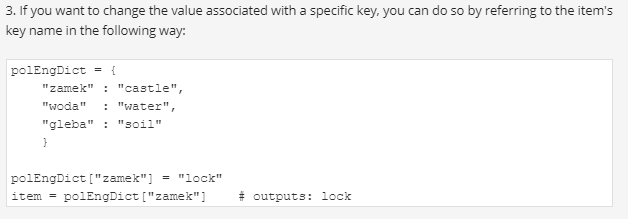 3. If you want to change the value associated with a specific key, you can do so by referring to the item's
key name in the following way:
polEngDict = {
    "zamek" : "castle",
    "woda"  : "water",
    "gleba" : "soil"
    }
polEngDict["zamek"] = "lock"
item = polEngDict["zamek"]    # outputs: lock